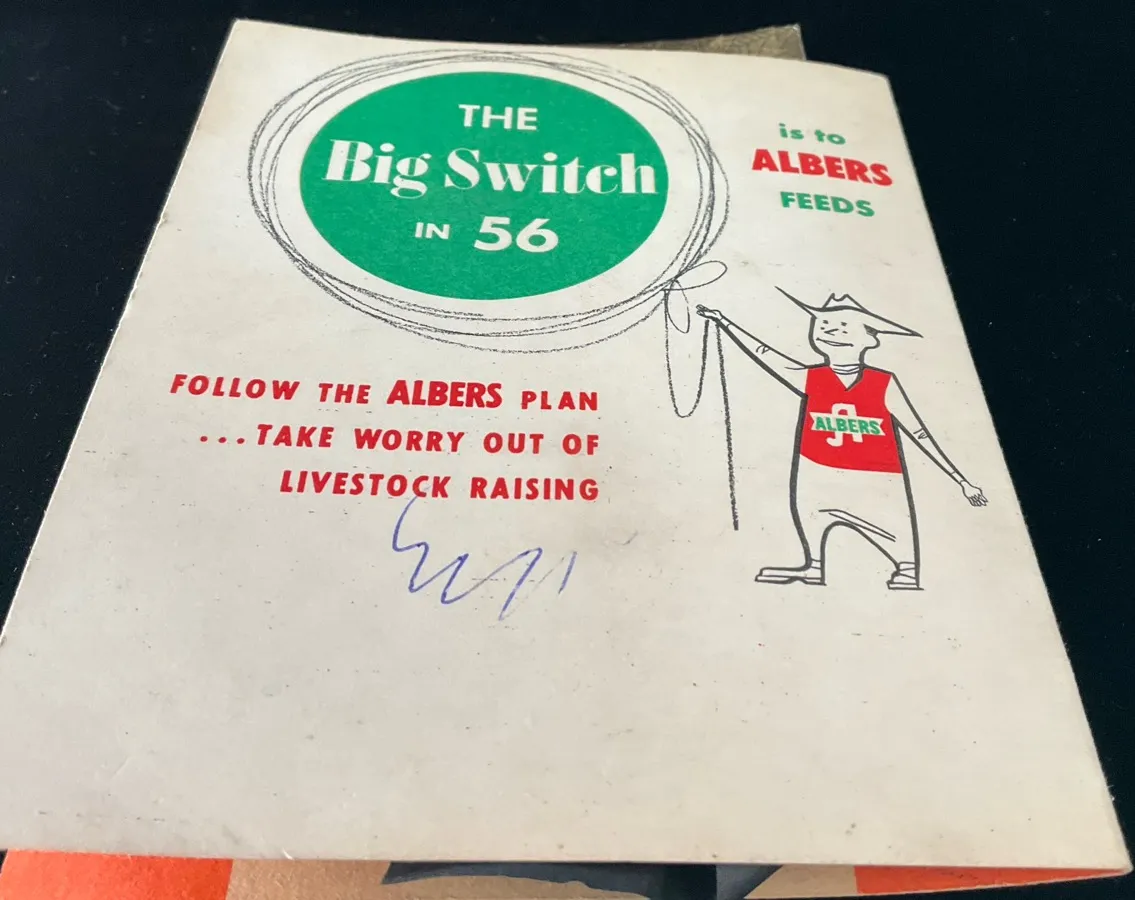 THE
Big Switch
IN 56
is to
ALBERS
FEEDS
FOLLOW THE ALBERS PLAN
...TAKE WORRY OUT OF
LIVESTOCK RAISING
A
ALBERS